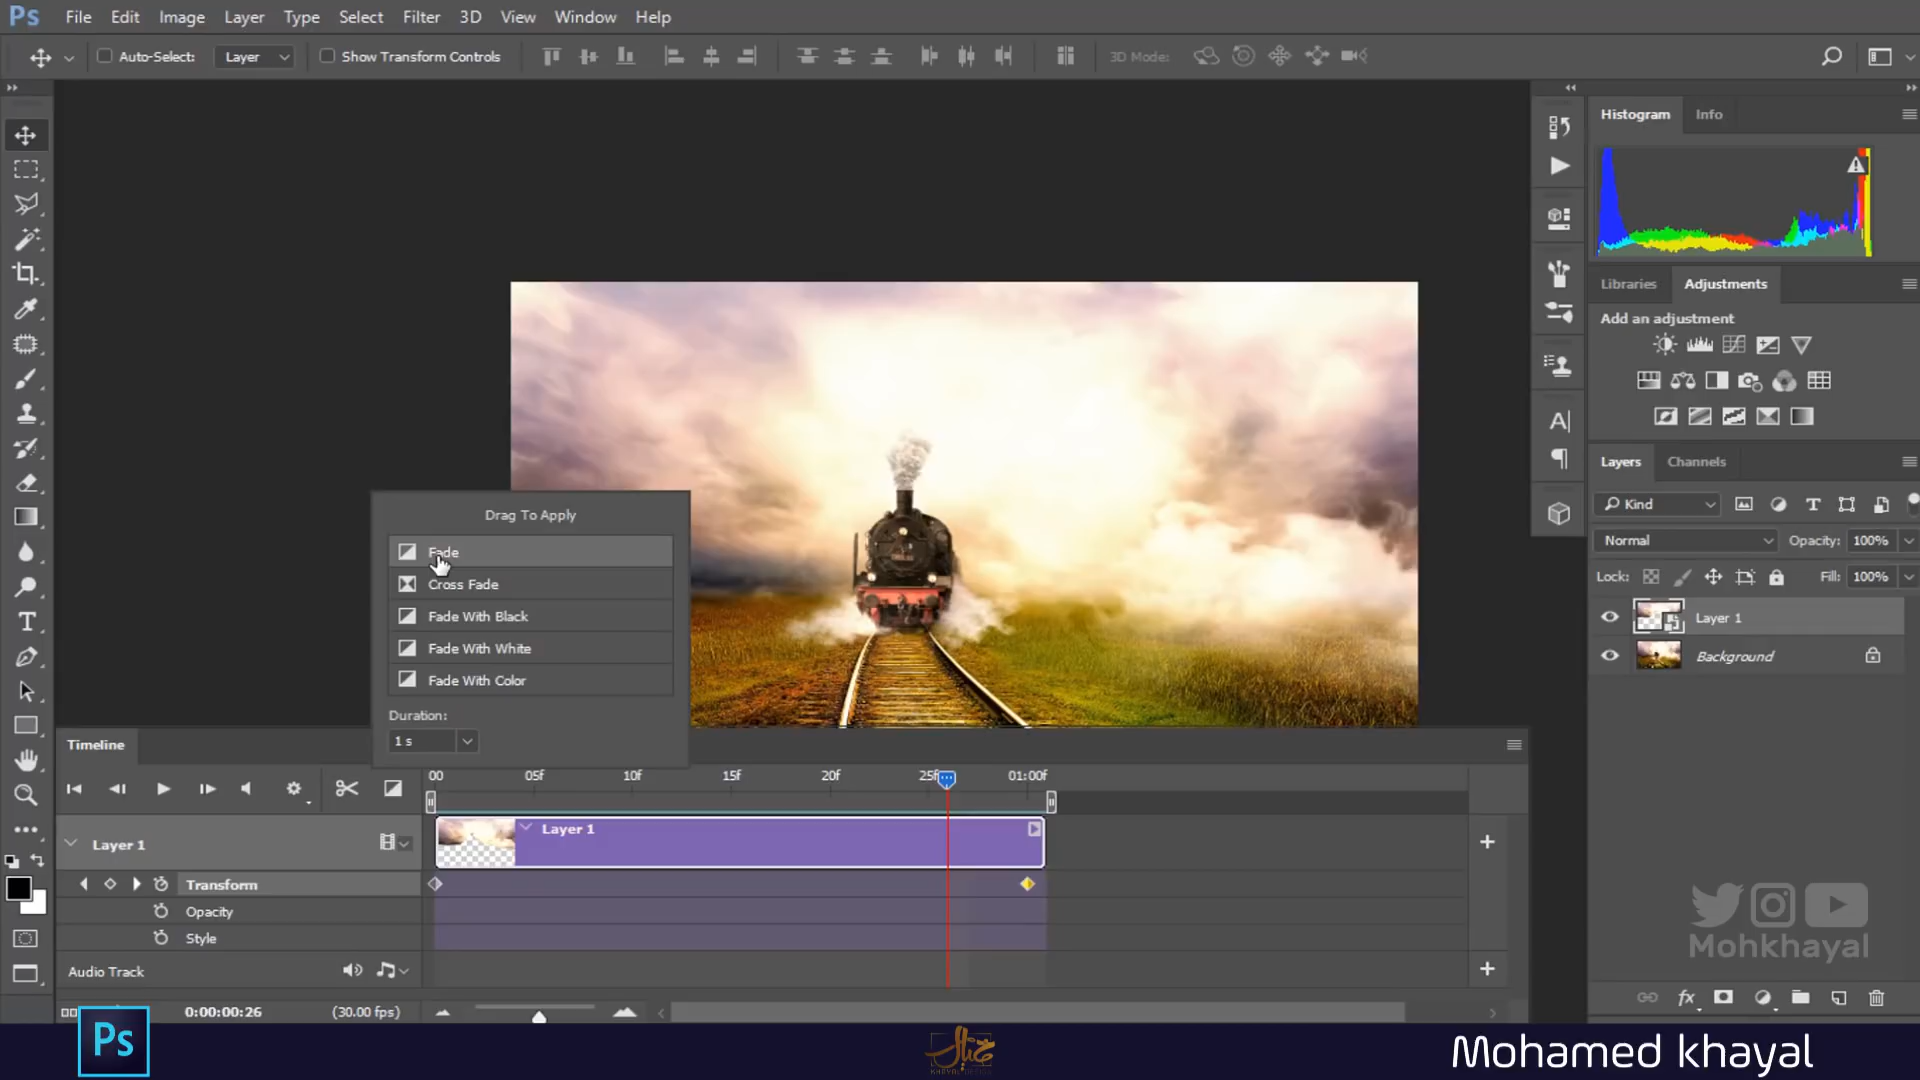 Ps File Edit Image Layer Type Select Filter 3D View Window Help
Auto-Select: Layer Show Transform Controls 3D Mode:
Histogram Info
Libraries Adjustments
Add an adjustment
Layers Channels
Kind
Normal Opacity: 100%
Lock: Fill: 100%
Layer 1
Background
Drag To Apply
Fade
Cross Fade
Fade With Black
Fade With White
Fade With Color
Duration:
1 s
Timeline
00 05f 10f 15f 20f 25f 01:00f
Layer 1
Layer 1
Transform
Opacity
Style
Audio Track
0:00:00:26 (30.00 fps)
Mohkhayal
Ps
Mohamed khayal